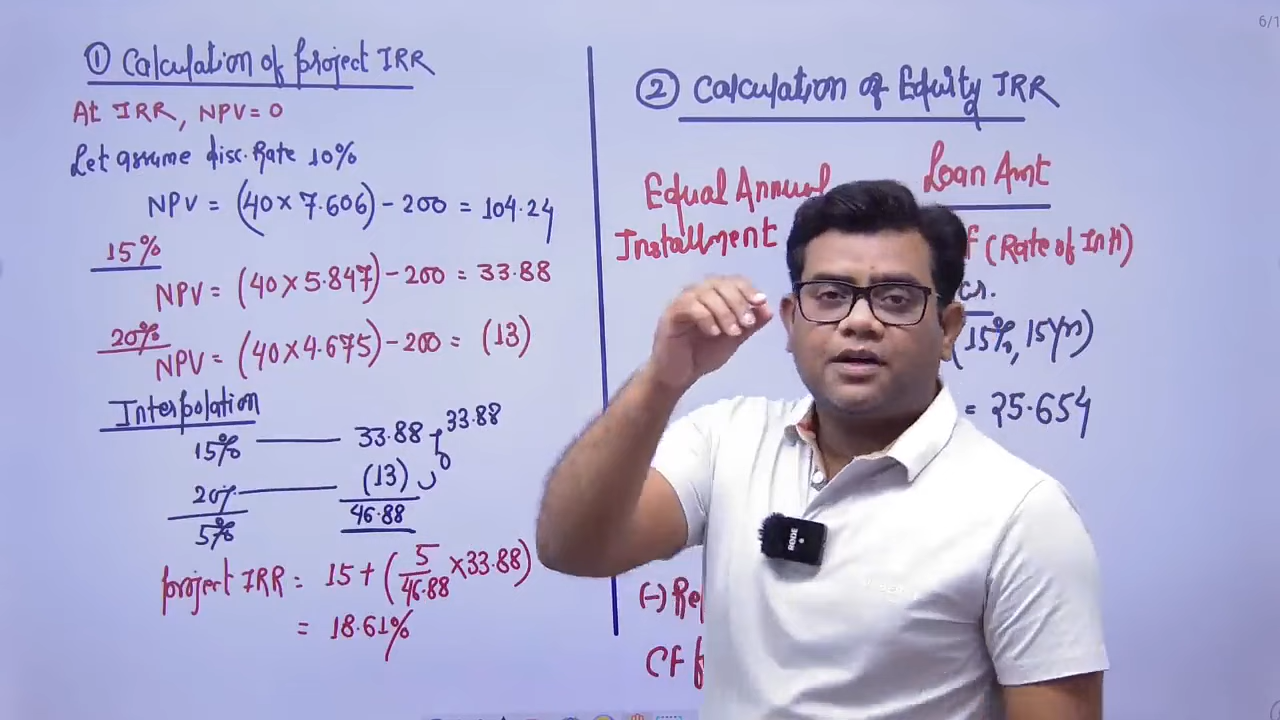 ① Calculation of project IRR
At IRR, NPV = 0
Let assume disc. Rate 10%
NPV = (40 × 7.606) - 200 = 104.24
15%
NPV = (40 × 5.847) - 200 = 33.88
20%
NPV = (40 × 4.675) - 200 = (13)
Interpolation
15% 33.88 33.88
20% (13) 0
5% 46.88
project IRR = 15 + (5/46.88 × 33.88)
= 18.61%
② Calculation of Equity IRR
Equal Annual
Installment
Loan Amt
f (Rate of Int)
cr.
(15%, 15yr)
= 25.654
(-) Re
CF f
RODE
6/1